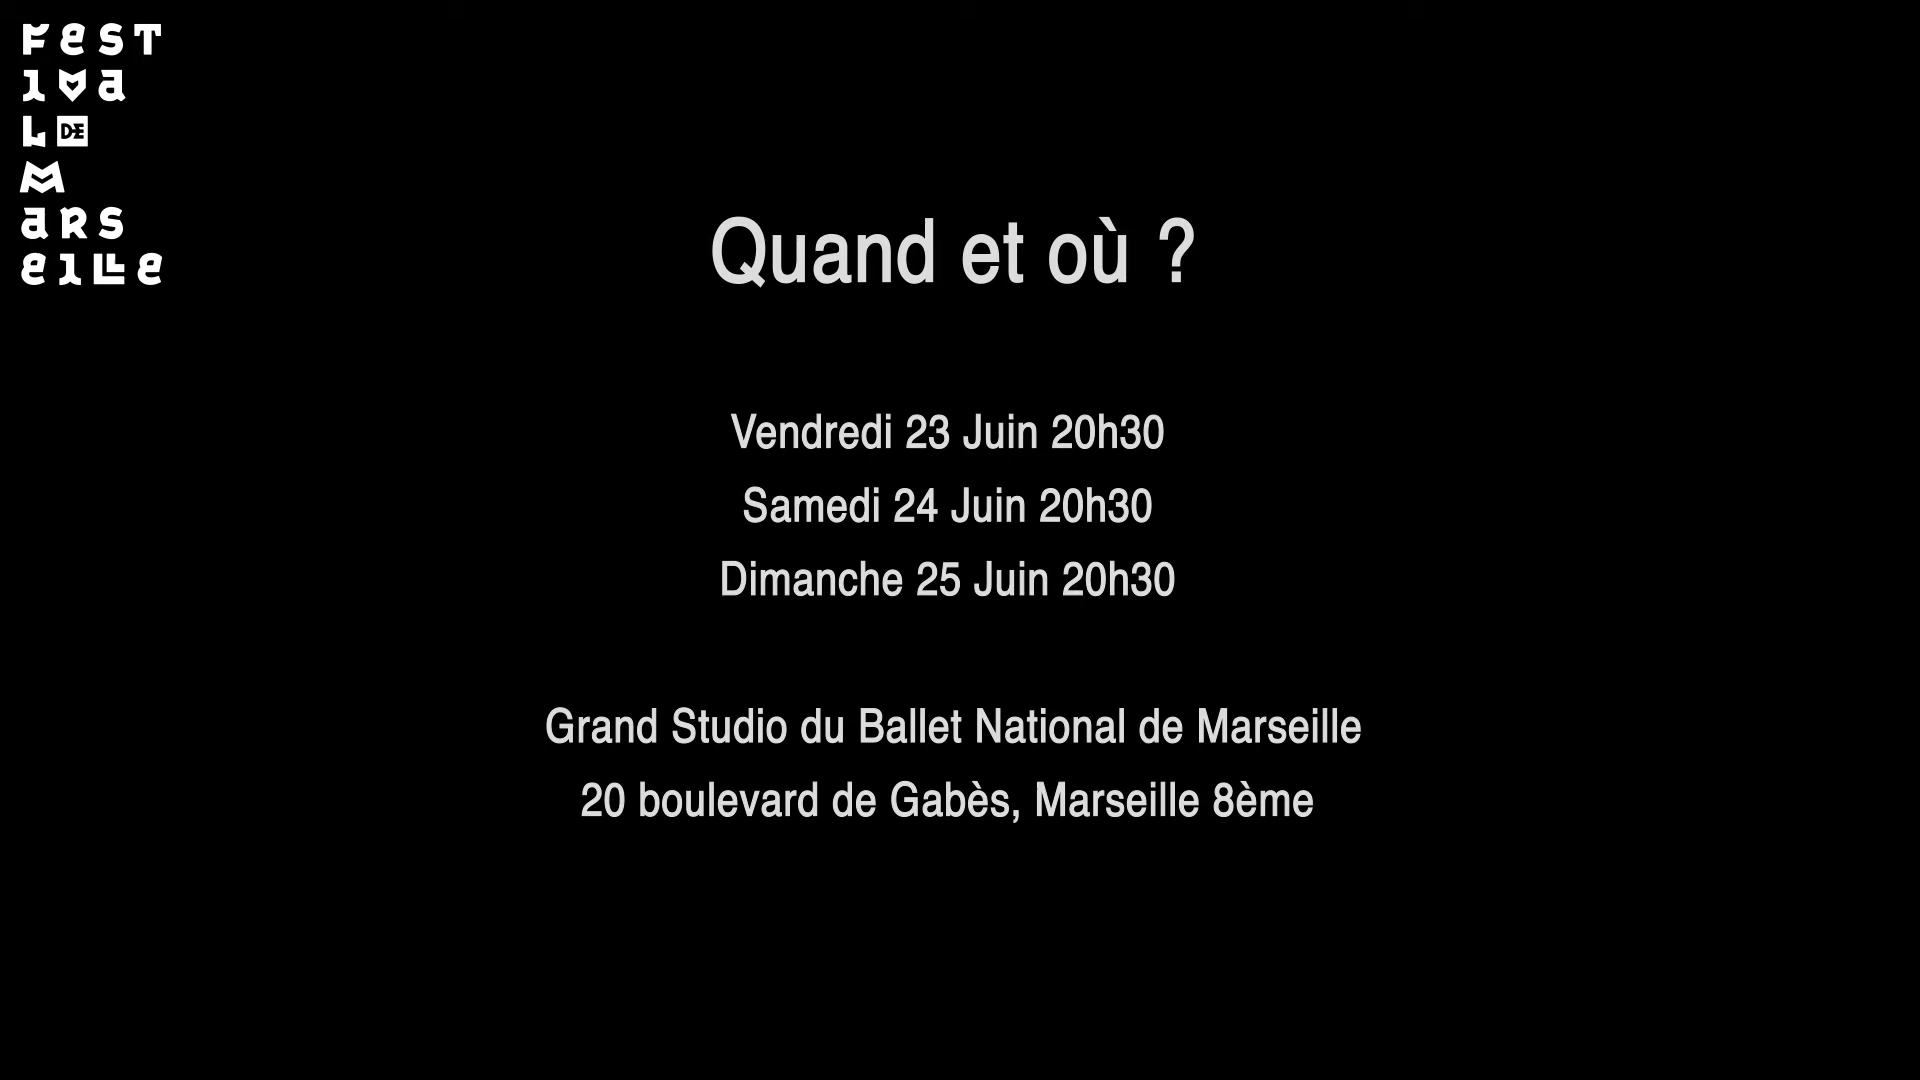 Fest
iva
L DE
M
aRs
eille
Quand et où ?
Vendredi 23 Juin 20h30
Samedi 24 Juin 20h30
Dimanche 25 Juin 20h30
Grand Studio du Ballet National de Marseille
20 boulevard de Gabès, Marseille 8ème